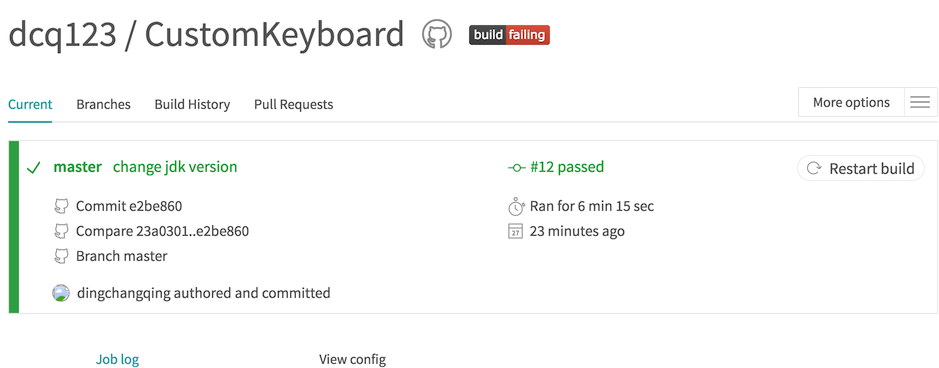 dcq123 / CustomKeyboard build failing
Current Branches Build History Pull Requests More options
master change jdk version #12 passed Restart build
Commit e2be860 Ran for 6 min 15 sec
Compare 23a0301..e2be860 27 23 minutes ago
Branch master
dingchangqing authored and committed
Job log View config